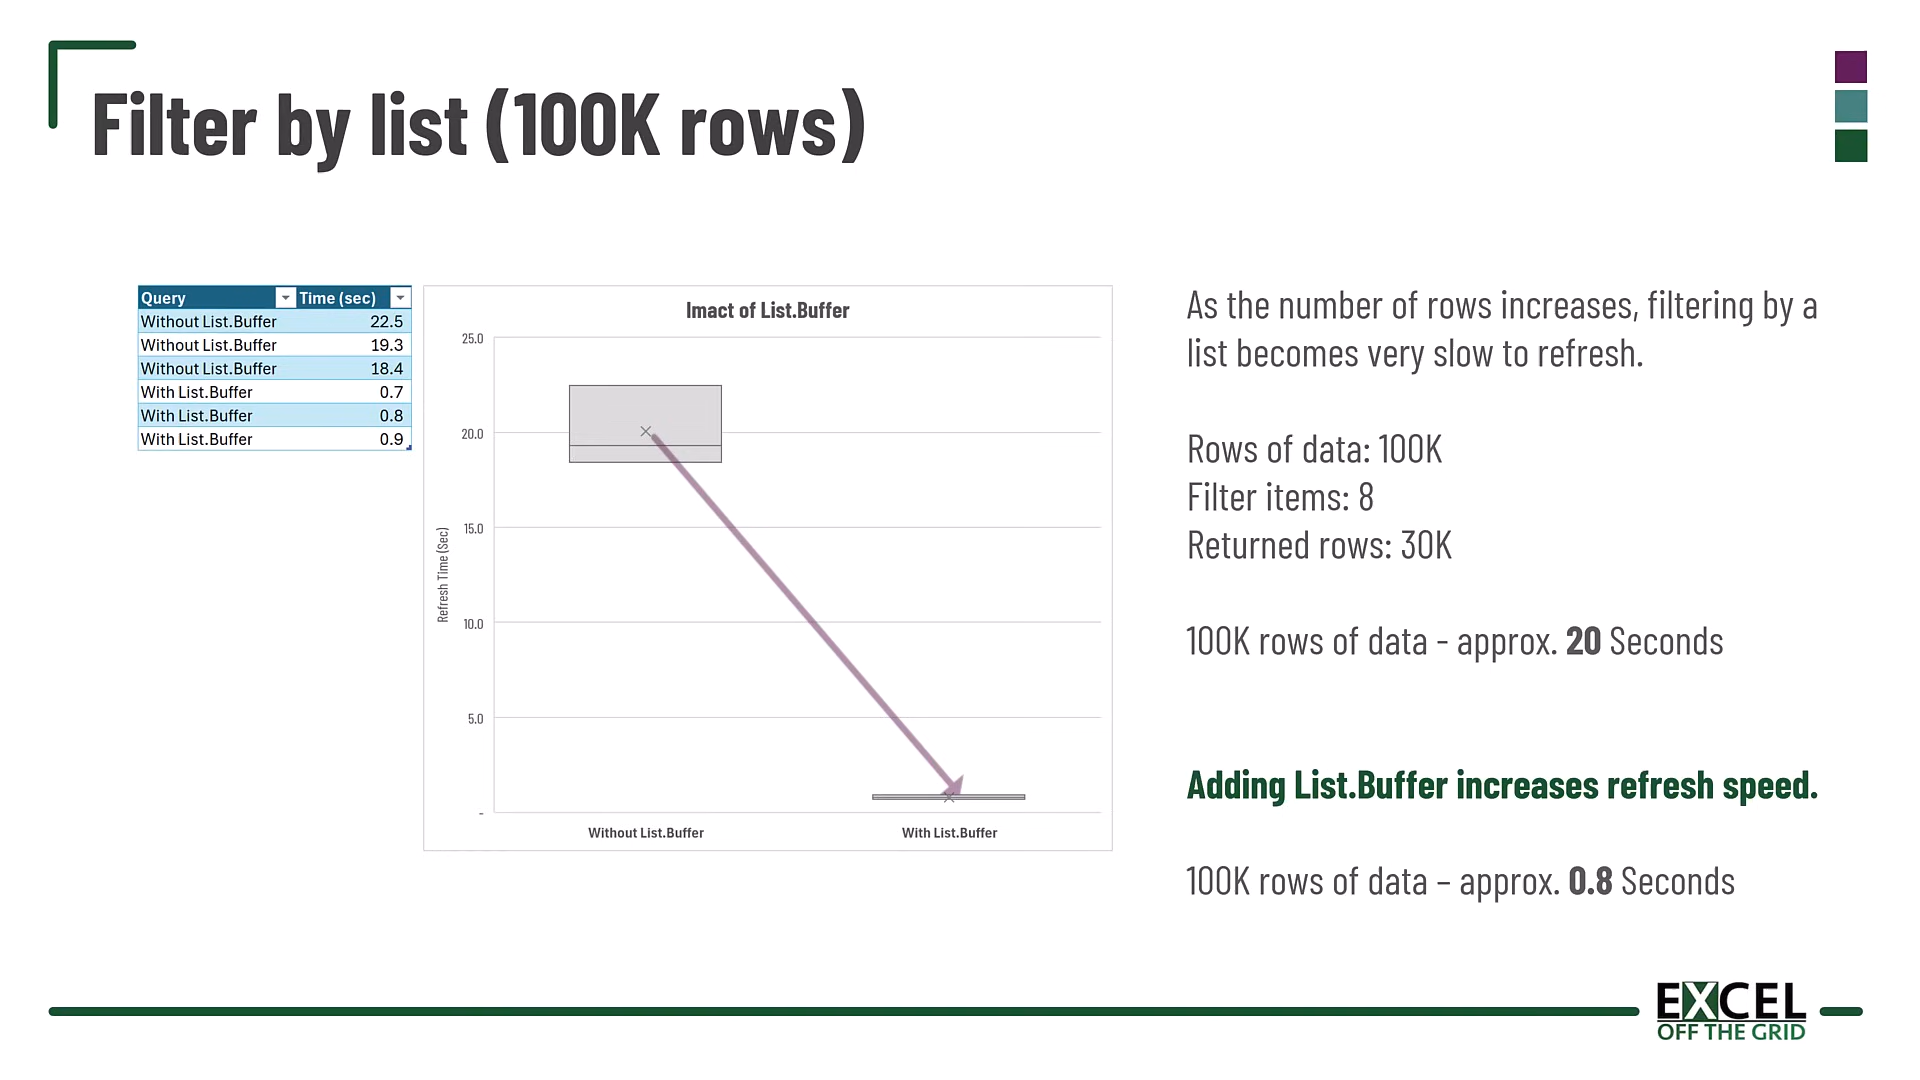 Filter by list (100K rows)
Query Time (sec)
Without List.Buffer 22.5
Without List.Buffer 19.3
Without List.Buffer 18.4
With List.Buffer 0.7
With List.Buffer 0.8
With List.Buffer 0.9
Imact of List.Buffer
25.0
20.0
15.0
10.0
5.0
-
Refresh Time (Sec)
Without List.Buffer With List.Buffer
As the number of rows increases, filtering by a
list becomes very slow to refresh.
Rows of data: 100K
Filter items: 8
Returned rows: 30K
100K rows of data - approx. 20 Seconds
Adding List.Buffer increases refresh speed.
100K rows of data – approx. 0.8 Seconds
EXCEL
OFF THE GRID